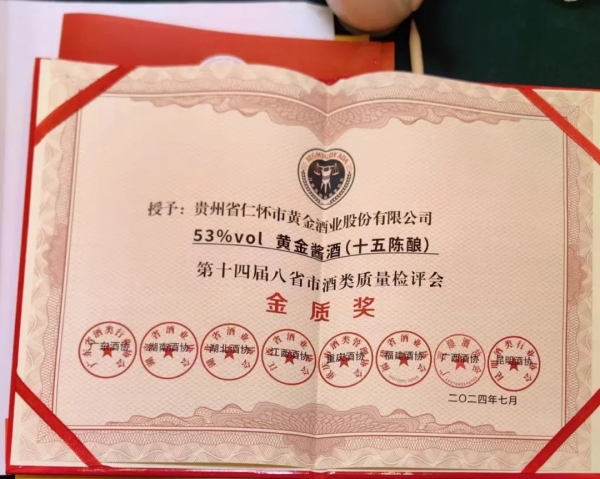 授予：贵州省仁怀市黄金酒业股份有限公司
53%vol 黄金酱酒(十五陈酿)
第十四届八省市酒类质量检评会
金质奖
广东酒协 湖南酒协 湖北酒协 江西酒协 重庆酒协 福建酒协 广西酒协 昆明酒协
二〇二四年七月